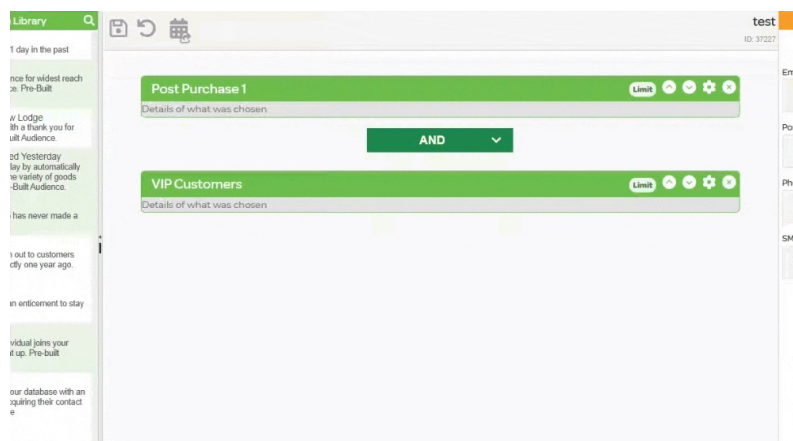 Library
test
ID: 37227
1 day in the past
nce for widest reach
ce. Pre-Built
w Lodge
ith a thank you for
uilt Audience.
ed Yesterday
lay by automatically
he variety of goods
-Built Audience.
has never made a
out to customers
ctly one year ago.
an enticement to stay
vidual joins your
it up. Pre-built
our database with an
cquiring their contact
e
Post Purchase 1
Limit
Details of what was chosen
AND
VIP Customers
Limit
Details of what was chosen
Em
Po
Ph
SM